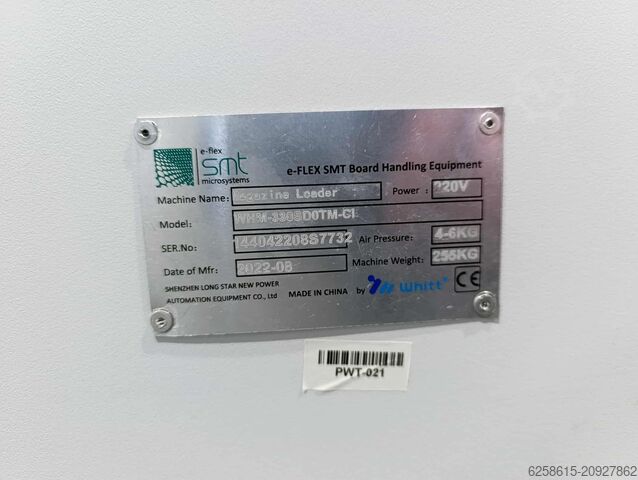 e-flex
smt
microsystems
e-FLEX SMT Board Handling Equipment
Machine Name: Magazine Loader Power : 220V
Model:
SER.No: Air Pressure: 4-6KG
Date of Mfr: 2022-08 Machine Weight: 255KG
SHENZHEN LONG STAR NEW POWER
AUTOMATION EQUIPMENT CO., Ltd MADE IN CHINA by Whitt CE
PWT-021
6258615-20927862